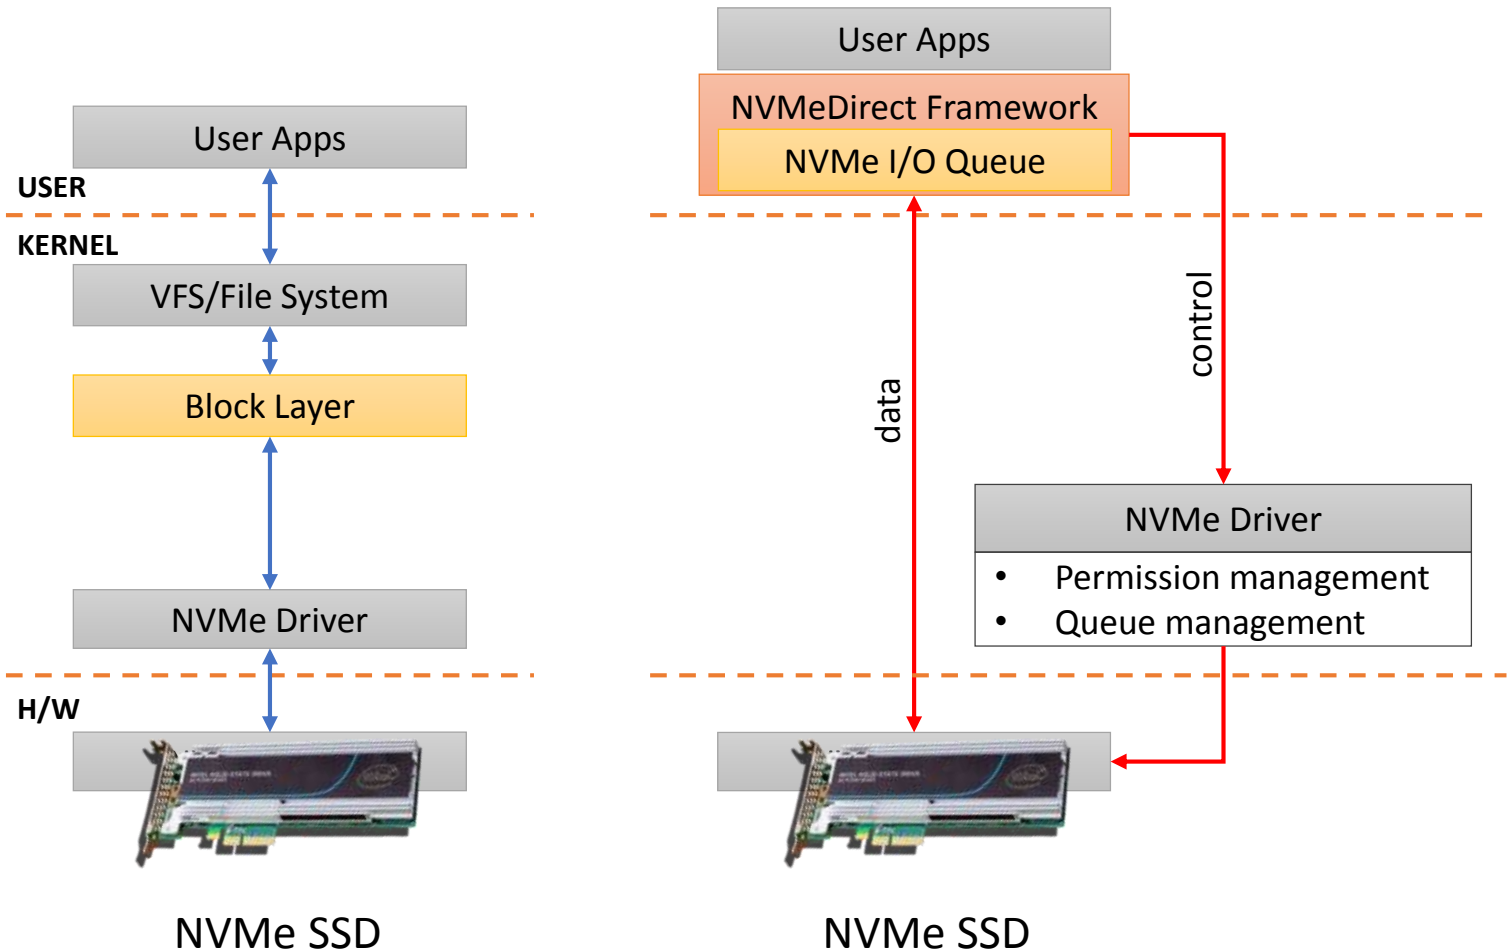 User Apps
USER
KERNEL
VFS/File System
Block Layer
NVMe Driver
H/W
NVMe SSD
User Apps
NVMeDirect Framework
NVMe I/O Queue
data
control
NVMe Driver
• Permission management
• Queue management
NVMe SSD